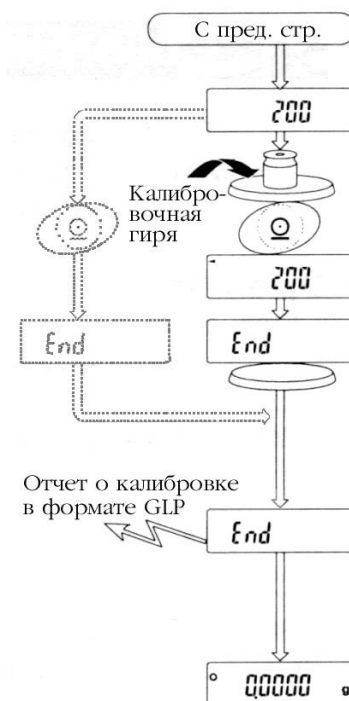 С пред. стр.
200
Калибро-
вочная
гиря
200
End
End
Отчет о калибровке
в формате GLP
End
0.0000 g